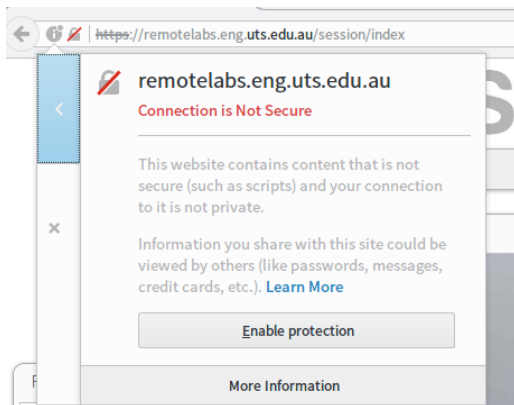 https://remotelabs.eng.uts.edu.au/session/index
remotelabs.eng.uts.edu.au
Connection is Not Secure
S
This website contains content that is not
secure (such as scripts) and your connection
to it is not private.
Information you share with this site could be
viewed by others (like passwords, messages,
credit cards, etc.). Learn More
Enable protection
F
More Information